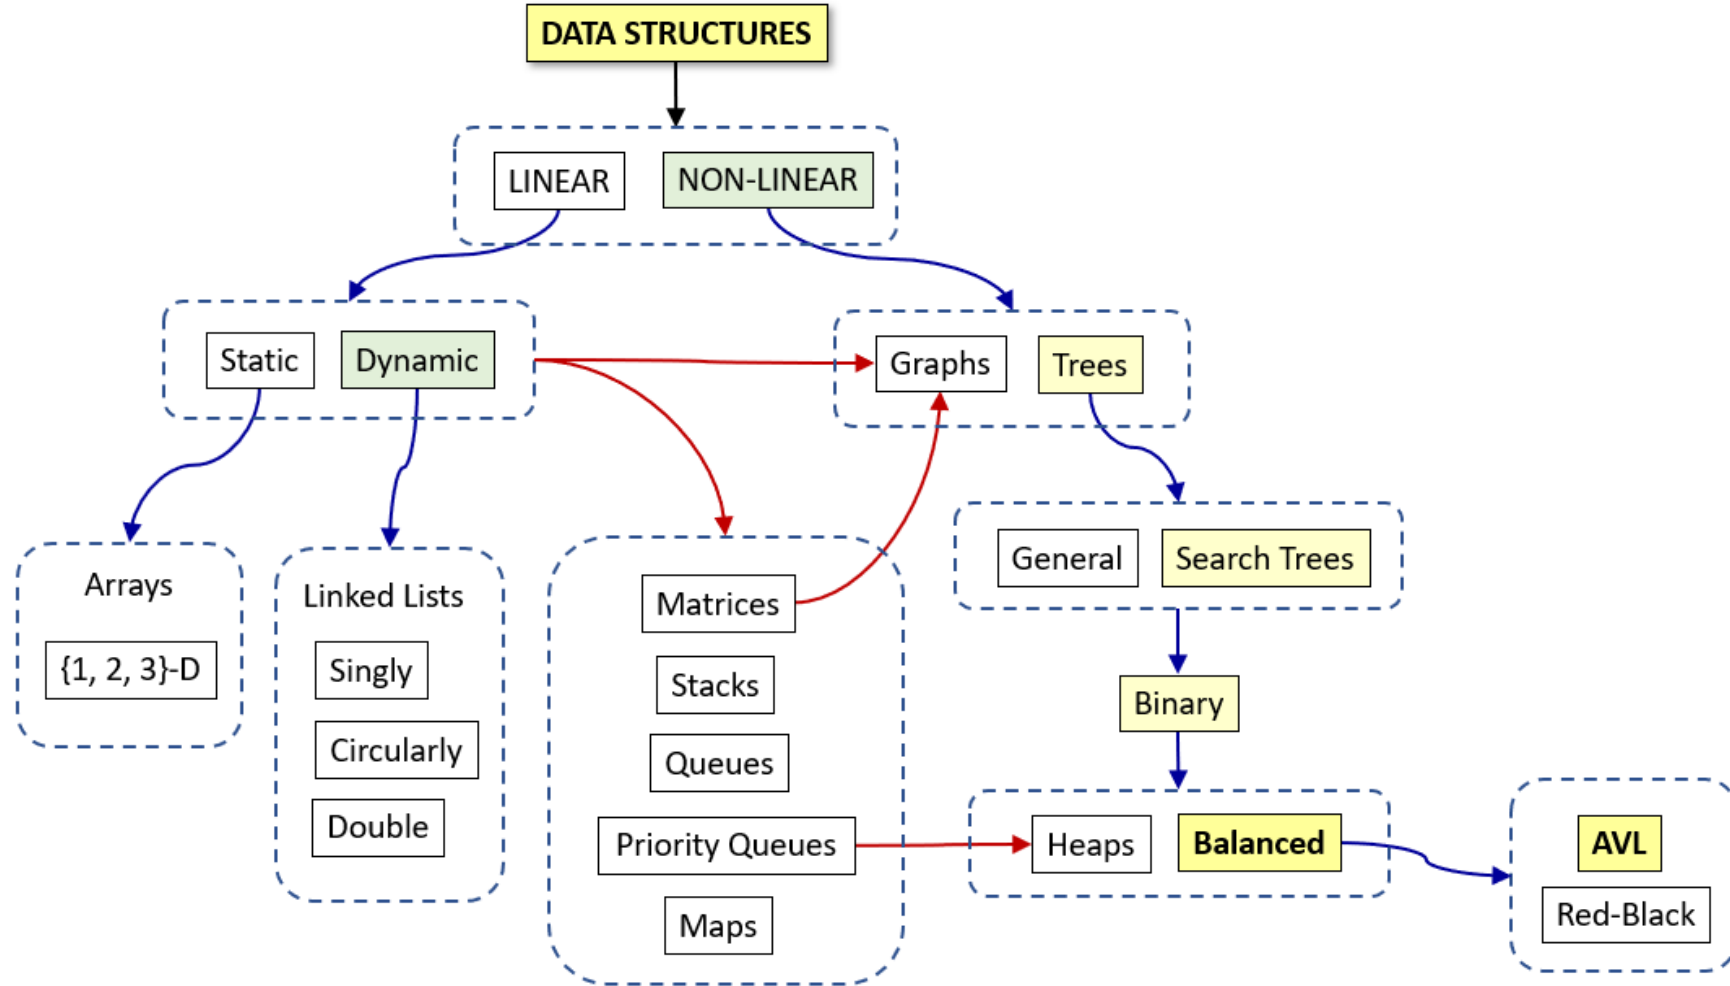 DATA STRUCTURES
LINEAR
NON-LINEAR
Static
Dynamic
Graphs
Trees
Arrays
{1, 2, 3}-D
Linked Lists
Singly
Circularly
Double
Matrices
Stacks
Queues
Priority Queues
Maps
General
Search Trees
Binary
Heaps
Balanced
AVL
Red-Black